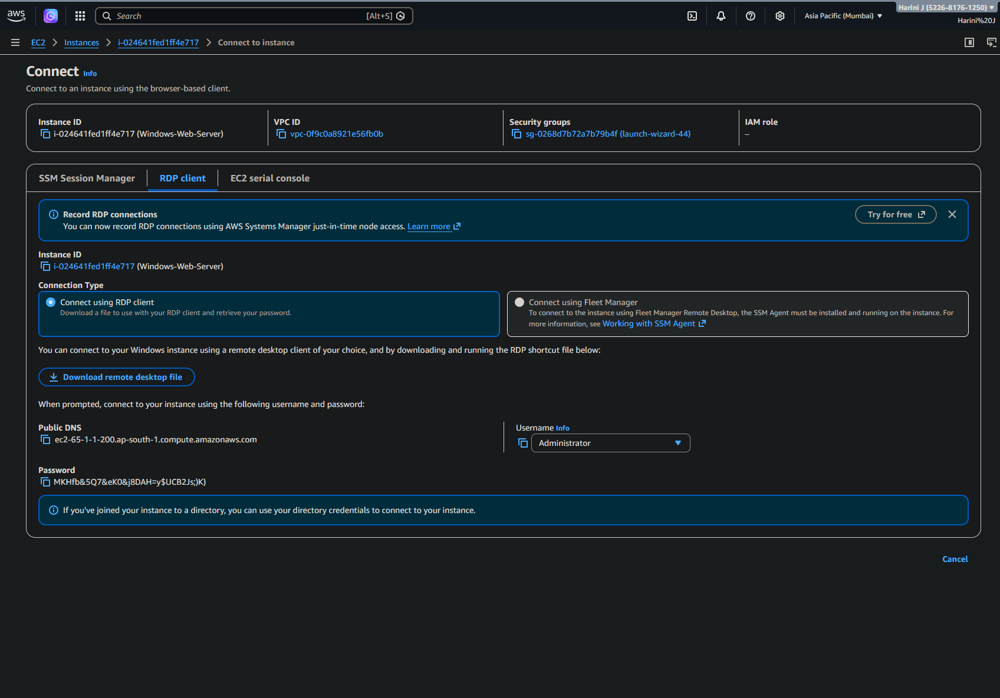 aws
Search
[Alt+S]
Asia Pacific (Mumbai)
Harini J (5226-8176-1250)
Harini%20J
EC2
Instances
i-024641fed1ff4e717
Connect to instance
Connect Info
Connect to an instance using the browser-based client.
Instance ID
i-024641fed1ff4e717 (Windows-Web-Server)
VPC ID
vpc-0f9c0a8921e56fb0b
Security groups
sg-0268d7b72a7b79b4f (launch-wizard-44)
IAM role
–
SSM Session Manager
RDP client
EC2 serial console
Record RDP connections
You can now record RDP connections using AWS Systems Manager just-in-time node access. Learn more
Try for free
Instance ID
i-024641fed1ff4e717 (Windows-Web-Server)
Connection Type
Connect using RDP client
Download a file to use with your RDP client and retrieve your password.
Connect using Fleet Manager
To connect to the instance using Fleet Manager Remote Desktop, the SSM Agent must be installed and running on the instance. For
more information, see Working with SSM Agent
You can connect to your Windows instance using a remote desktop client of your choice, and by downloading and running the RDP shortcut file below:
Download remote desktop file
When prompted, connect to your instance using the following username and password:
Public DNS
ec2-65-1-1-200.ap-south-1.compute.amazonaws.com
Username Info
Administrator
Password
MKHfb&5Q7&eK0&j8DAH=y$UCB2Js;)K)
If you've joined your instance to a directory, you can use your directory credentials to connect to your instance.
Cancel